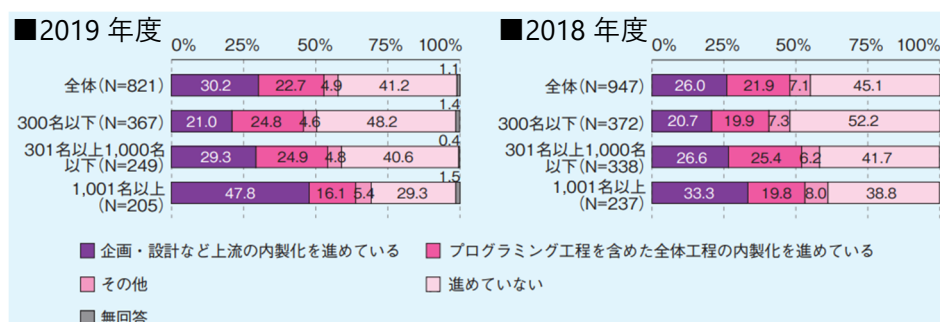 ■2019 年度
0% 25% 50% 75% 100%
全体(N=821) 30.2 22.7 4.9 41.2 1.1
300名以下(N=367) 21.0 24.8 4.6 48.2 1.4
301名以上1,000名
以下(N=249) 29.3 24.9 4.8 40.6 0.4
1,001名以上
(N=205) 47.8 16.1 5.4 29.3 1.5
■2018 年度
0% 25% 50% 75% 100%
全体(N=947) 26.0 21.9 7.1 45.1
300名以下(N=372) 20.7 19.9 7.3 52.2
301名以上1,000名
以下(N=338) 26.6 25.4 6.2 41.7
1,001名以上
(N=237) 33.3 19.8 8.0 38.8
企画・設計など上流の内製化を進めている
プログラミング工程を含めた全体工程の内製化を進めている
その他
進めていない
無回答